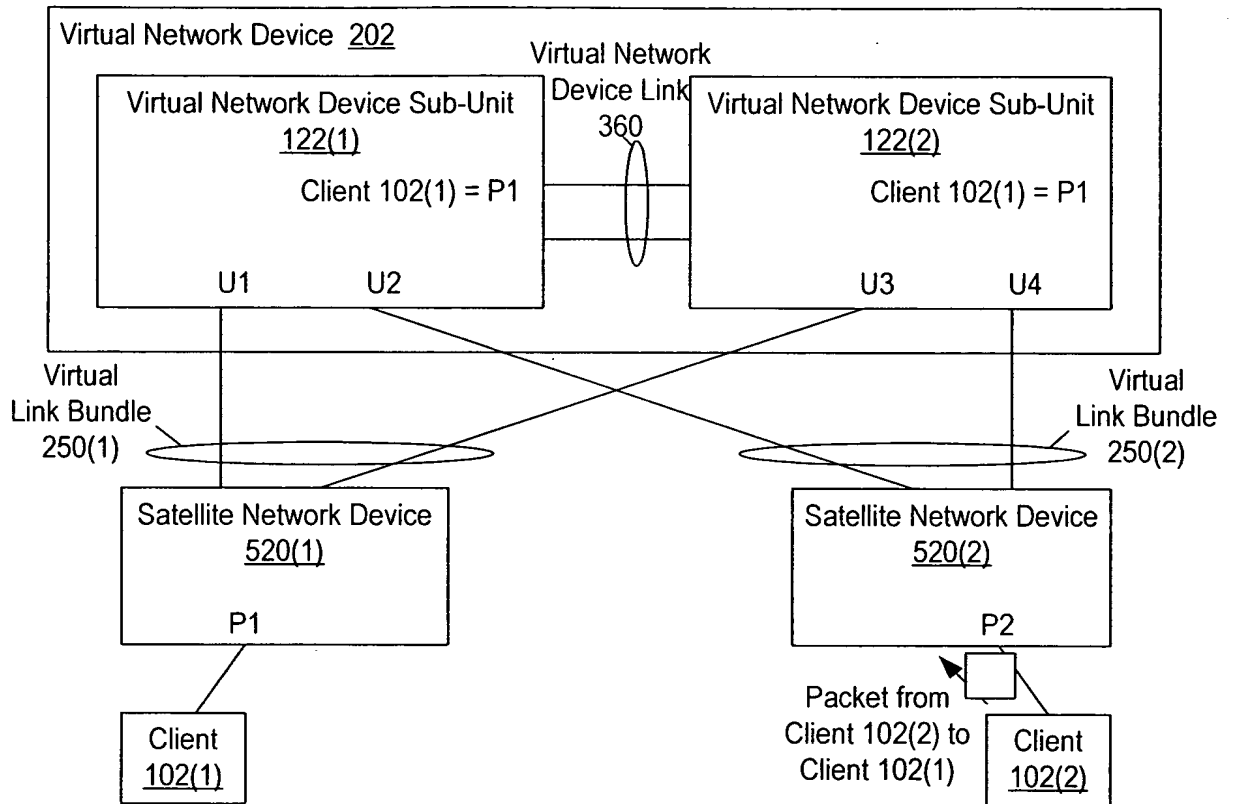 Virtual Network Device 202
Virtual Network
Device Link
360
Virtual Network Device Sub-Unit
122(1)
Client 102(1) = P1
U1 U2
Virtual Network Device Sub-Unit
122(2)
Client 102(1) = P1
U3 U4
Virtual
Link Bundle
250(1)
Virtual
Link Bundle
250(2)
Satellite Network Device
520(1)
P1
Satellite Network Device
520(2)
P2
Client
102(1)
Packet from
Client 102(2) to
Client 102(1)
Client
102(2)